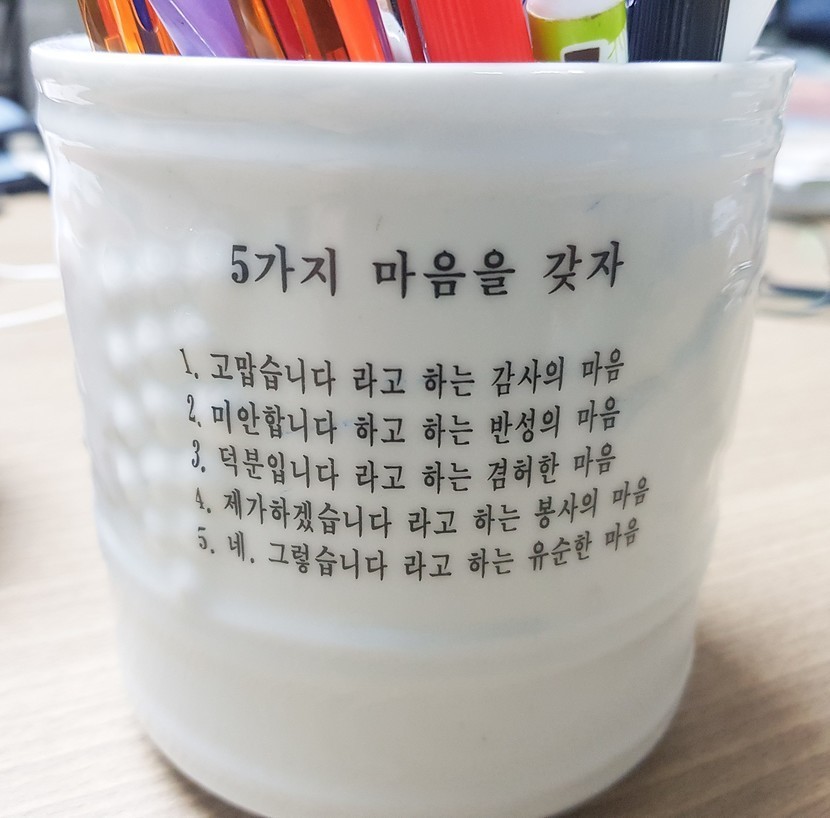 5가지 마음을 갖자
1. 고맙습니다 라고 하는 감사의 마음
2. 미안합니다 하고 하는 반성의 마음
3. 덕분입니다 라고 하는 겸허한 마음
4. 제가하겠습니다 라고 하는 봉사의 마음
5. 네. 그렇습니다 라고 하는 유순한 마음